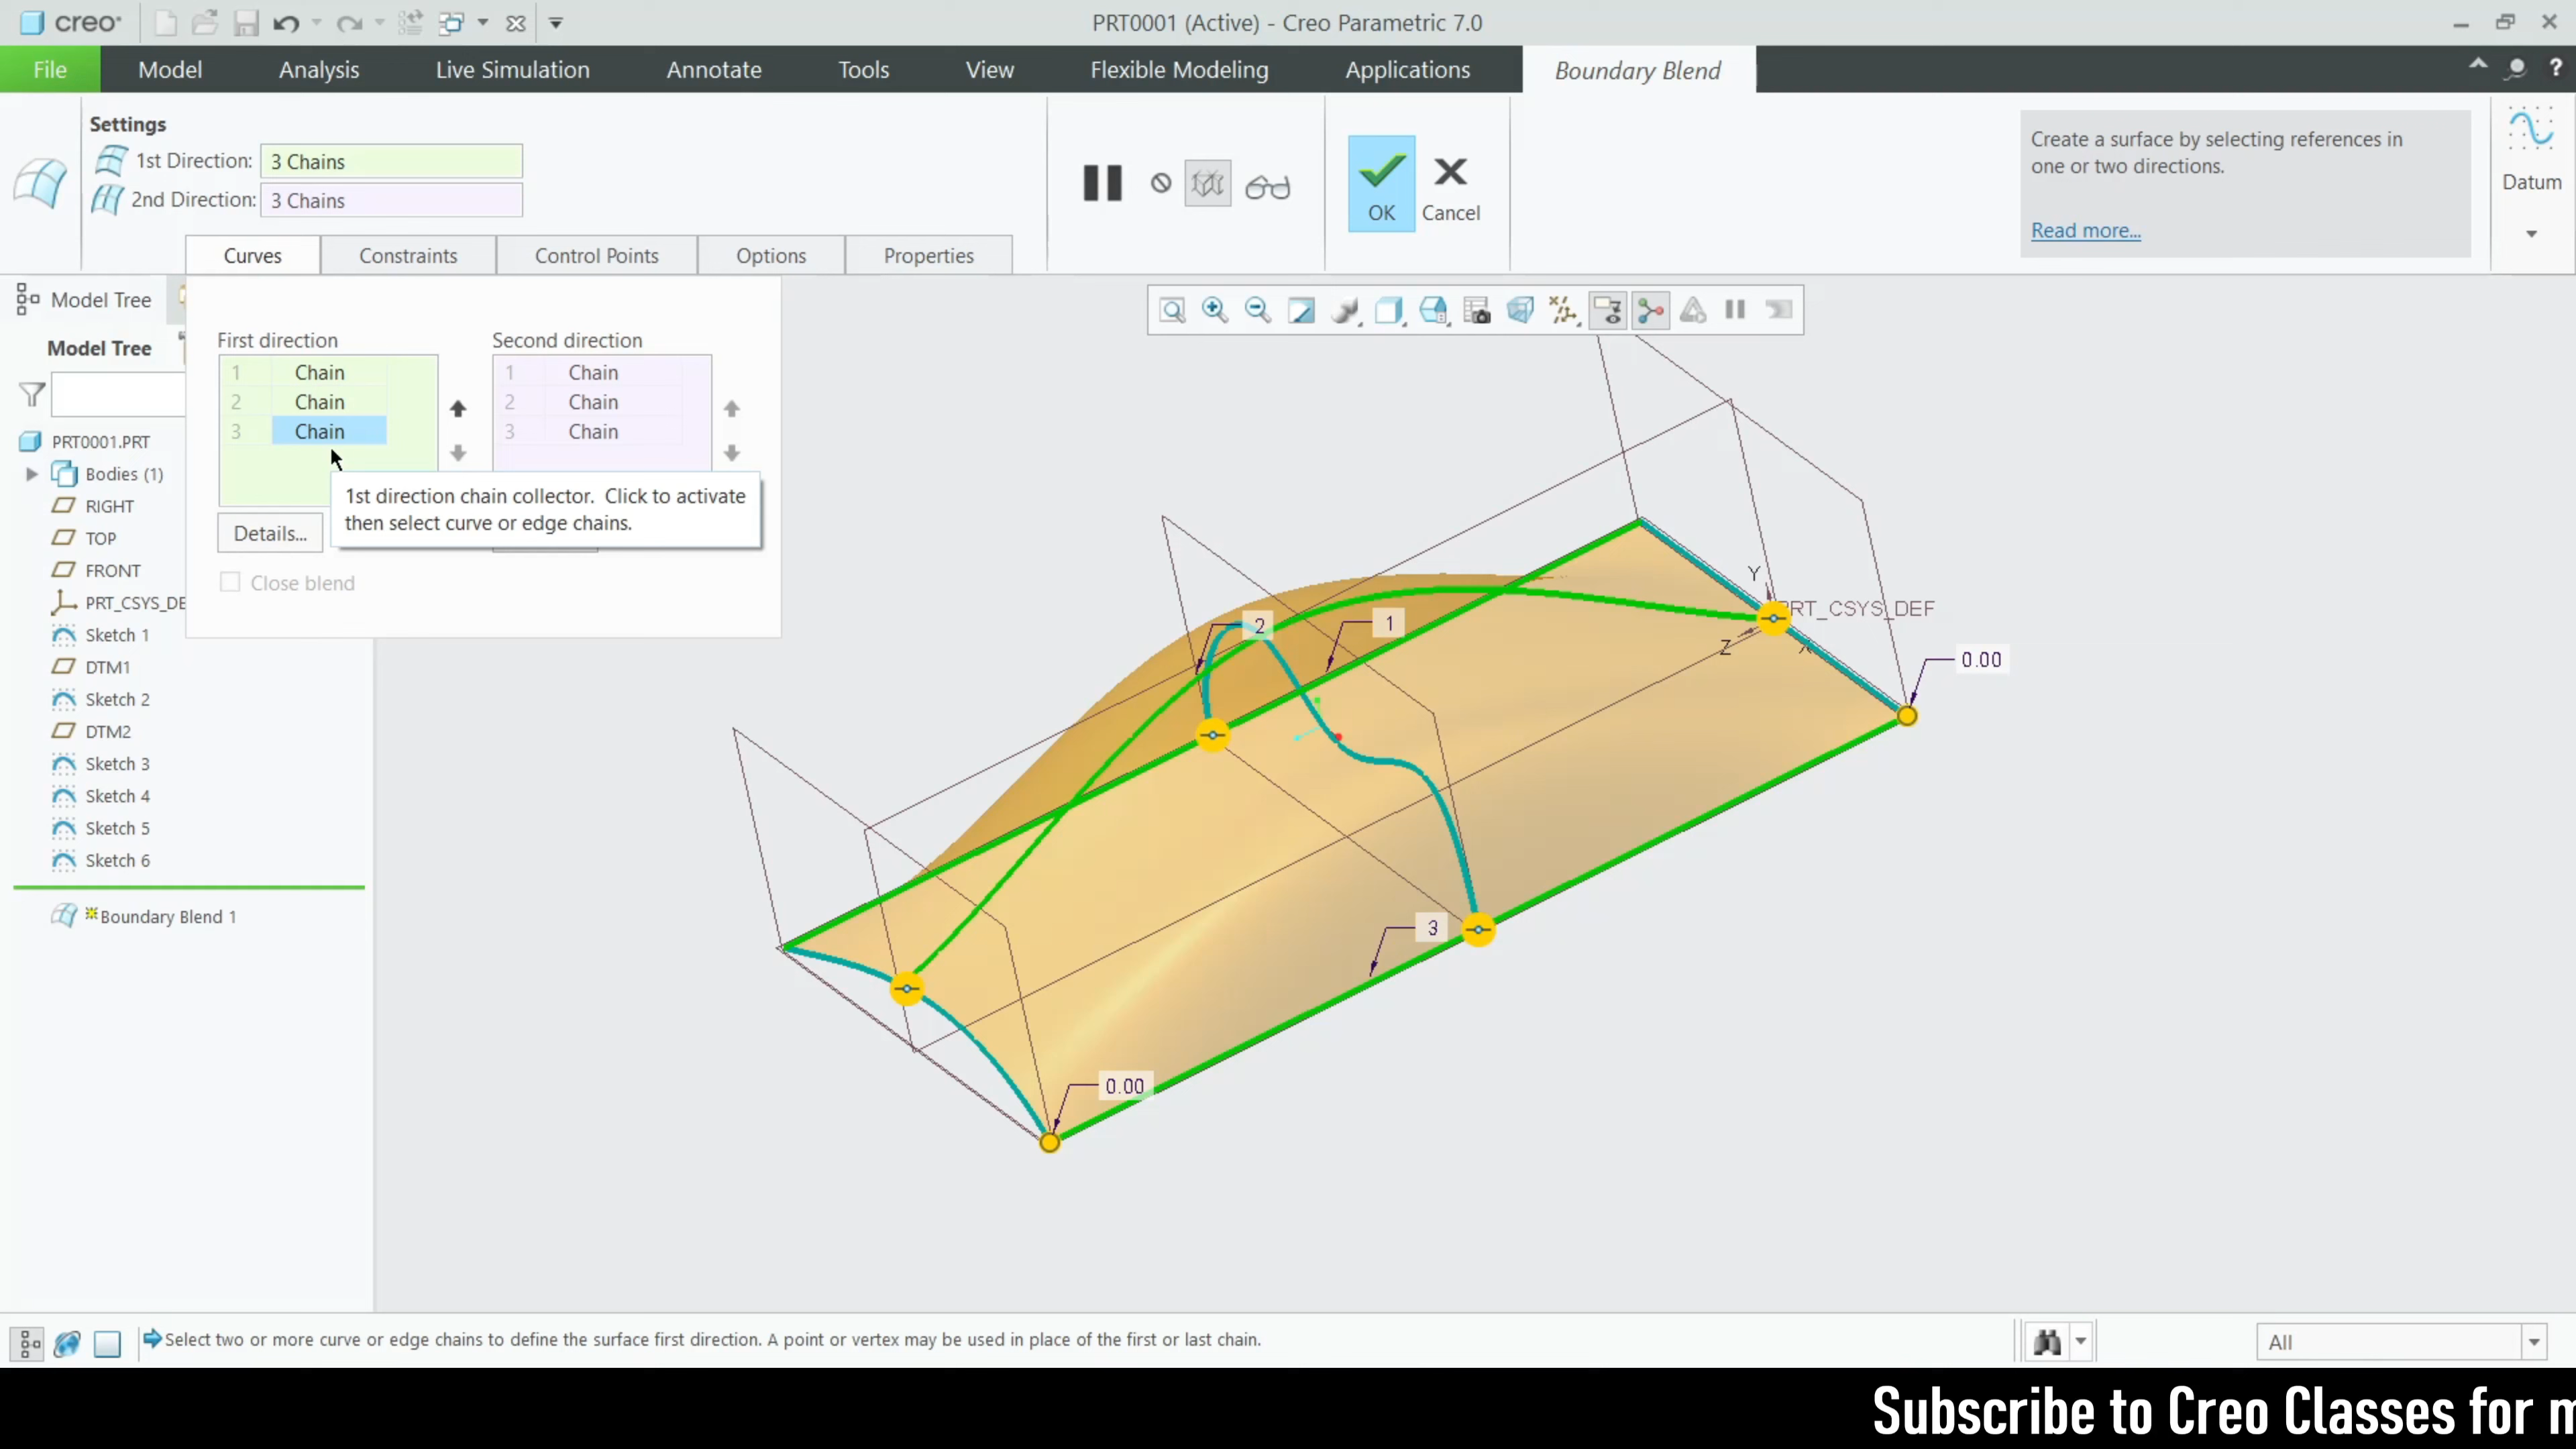 creo
PRT0001 (Active) - Creo Parametric 7.0
File Model Analysis Live Simulation Annotate Tools View Flexible Modeling Applications Boundary Blend
Settings
1st Direction: 3 Chains
2nd Direction: 3 Chains
OK Cancel
Create a surface by selecting references in
one or two directions.
Read more...
Datum
Curves Constraints Control Points Options Properties
Model Tree
Model Tree
First direction Second direction
1 Chain 1 Chain
2 Chain 2 Chain
3 Chain 3 Chain
1st direction chain collector. Click to activate
then select curve or edge chains.
Details...
Close blend
PRT0001.PRT
Bodies (1)
RIGHT
TOP
FRONT
PRT_CSYS_DE
Sketch 1
DTM1
Sketch 2
DTM2
Sketch 3
Sketch 4
Sketch 5
Sketch 6
Boundary Blend 1
Y
PRT_CSYS_DEF
Z
X
2
1
0.00
3
0.00
Select two or more curve or edge chains to define the surface first direction. A point or vertex may be used in place of the first or last chain.
All
Subscribe to Creo Classes for m